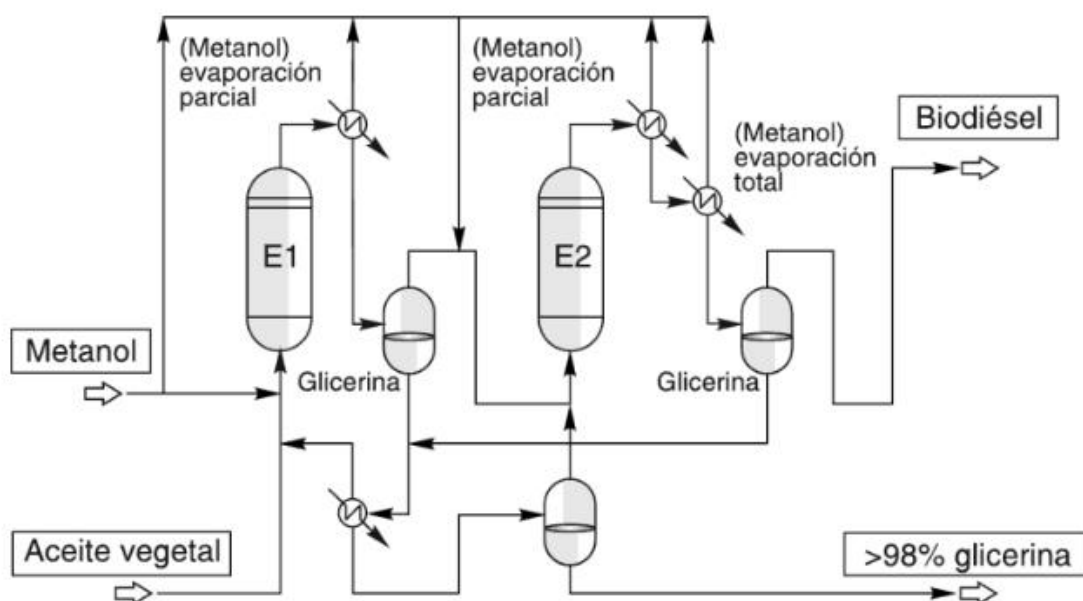 (Metanol)
evaporación
parcial
(Metanol)
evaporación
parcial
(Metanol)
evaporación
total
Biodiésel
E1
E2
Metanol
Glicerina
Glicerina
Aceite vegetal
>98% glicerina